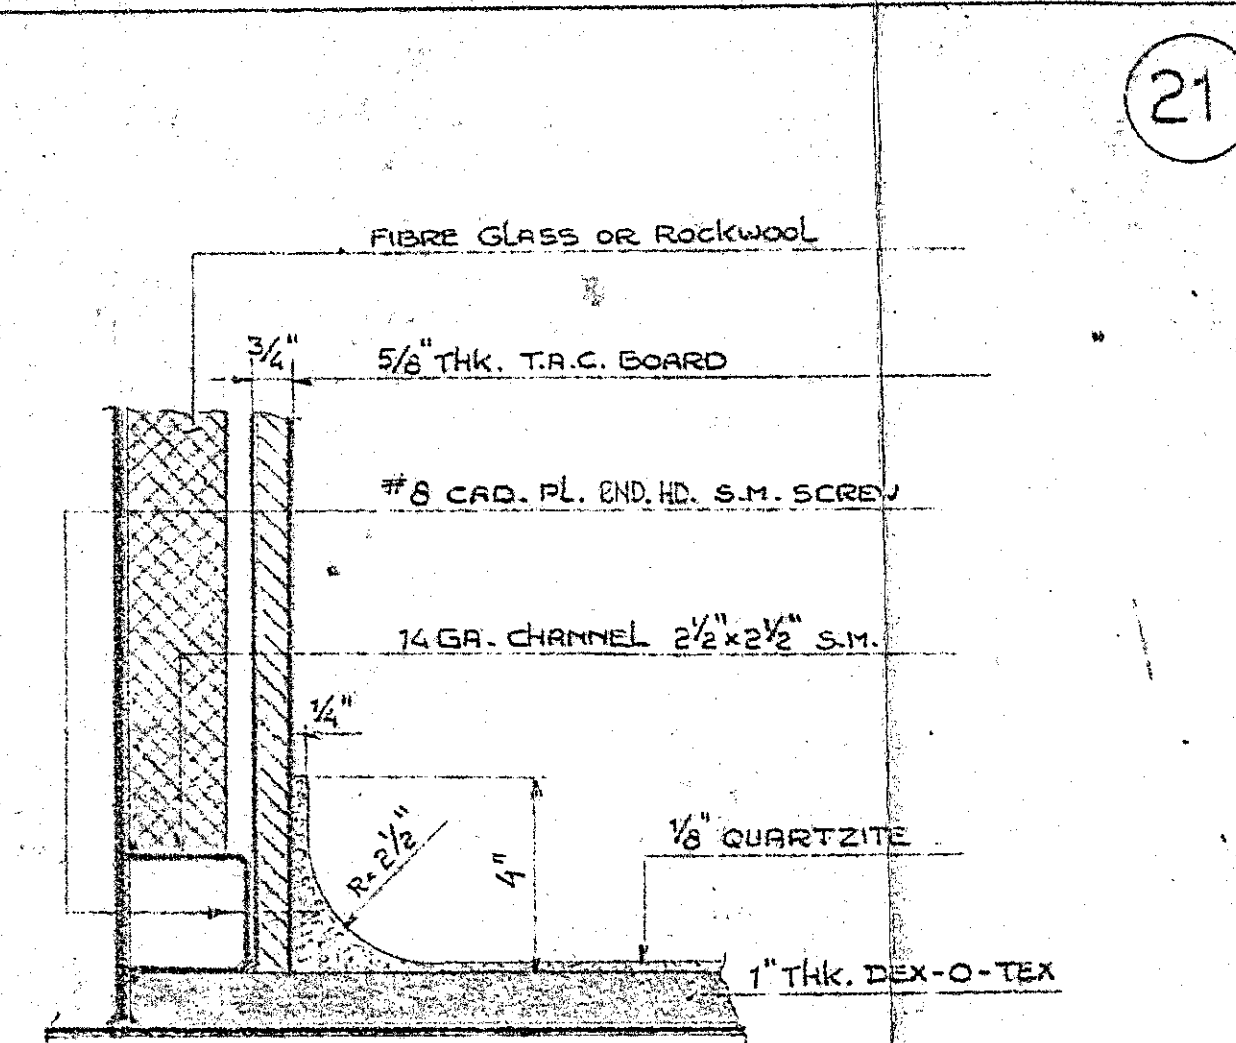 21
FIBRE GLASS OR ROCKWOOL
3/4"
5/8" THK. T.A.C. BOARD
#8 CAD. PL. RND. HD. S.M. SCREW
14 GA. CHANNEL 2 1/2" x 2 1/2" S.M.
1/4"
R= 2 1/2"
4"
1/8" QUARTZITE
1" THK. DEX-O-TEX